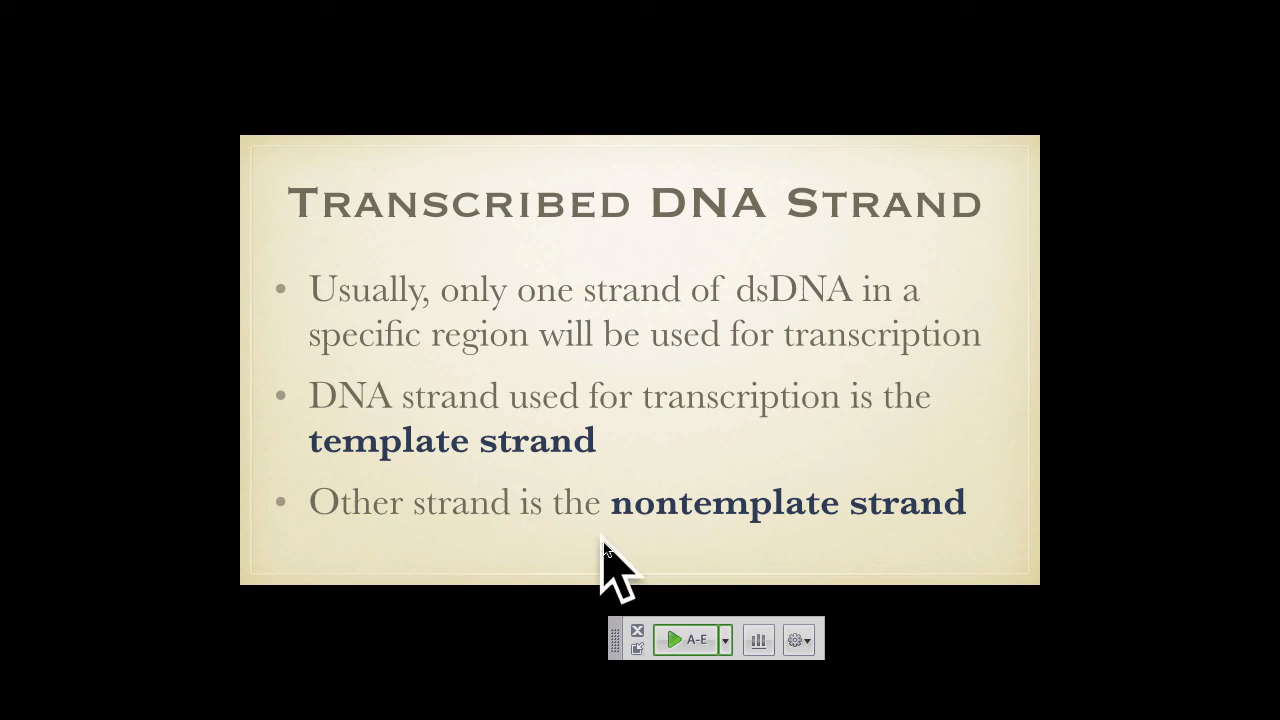 Transcribed DNA Strand
• Usually, only one strand of dsDNA in a
specific region will be used for transcription
• DNA strand used for transcription is the
template strand
• Other strand is the nontemplate strand
A-E